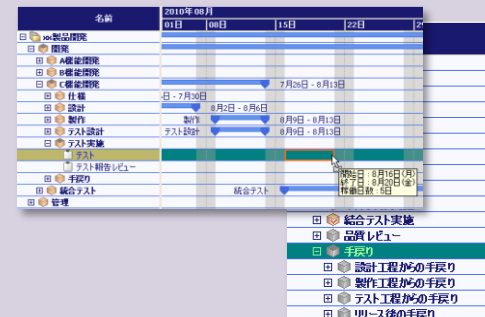 名前
2010年08月
01日 08日 15日 22日 29
xx製品開発
開発
A機能開発
B機能開発
C機能開発 7月26日 - 8月13日
仕様 -日 - 7月30日
設計 8月2日 - 8月6日
製作 製作 8月9日 - 8月13日
テスト設計 テスト設計 8月9日 - 8月13日
テスト実施
テスト
開始日：8月16日(月)
終了日：8月20日(金)
稼働日数：5日
テスト報告レビュー
手戻り
統合テスト 統合テスト
管理
結合テスト実施
品質レビュー
手戻り
設計工程からの手戻り
製作工程からの手戻り
テスト工程からの手戻り
リリース後の手戻り